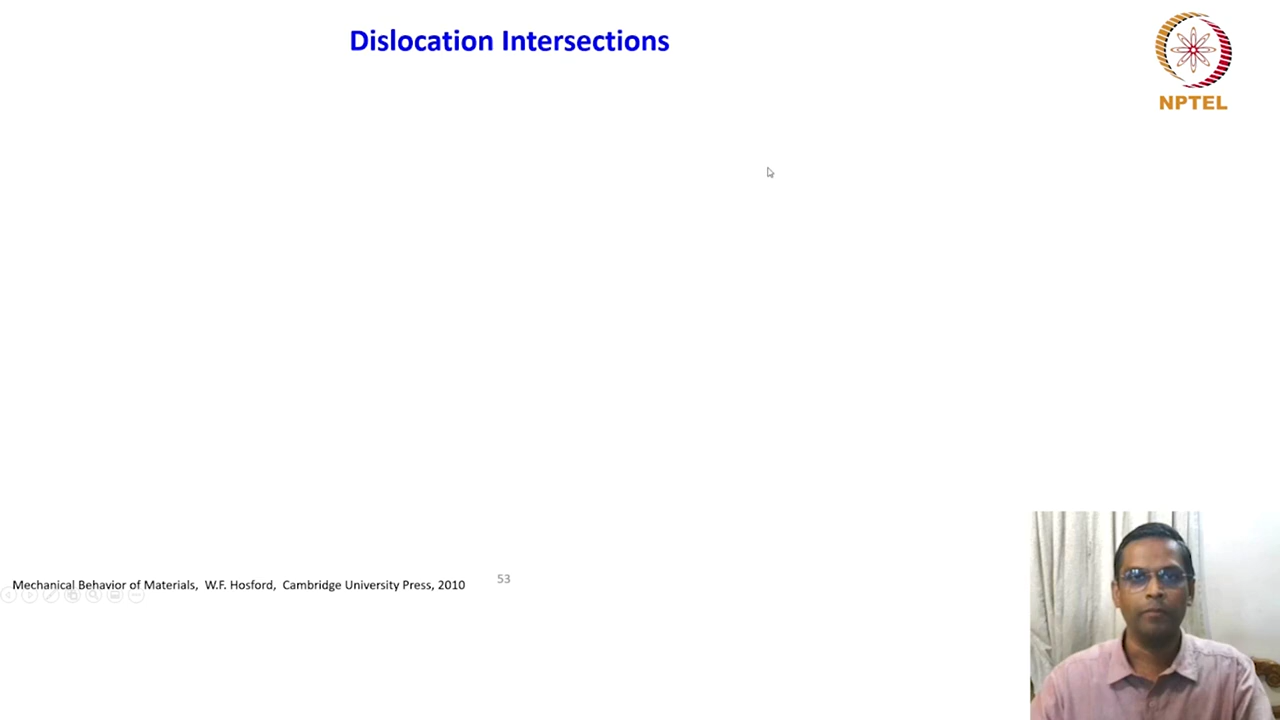 Dislocation Intersections
NPTEL
Mechanical Behavior of Materials, W.F. Hosford, Cambridge University Press, 2010
53